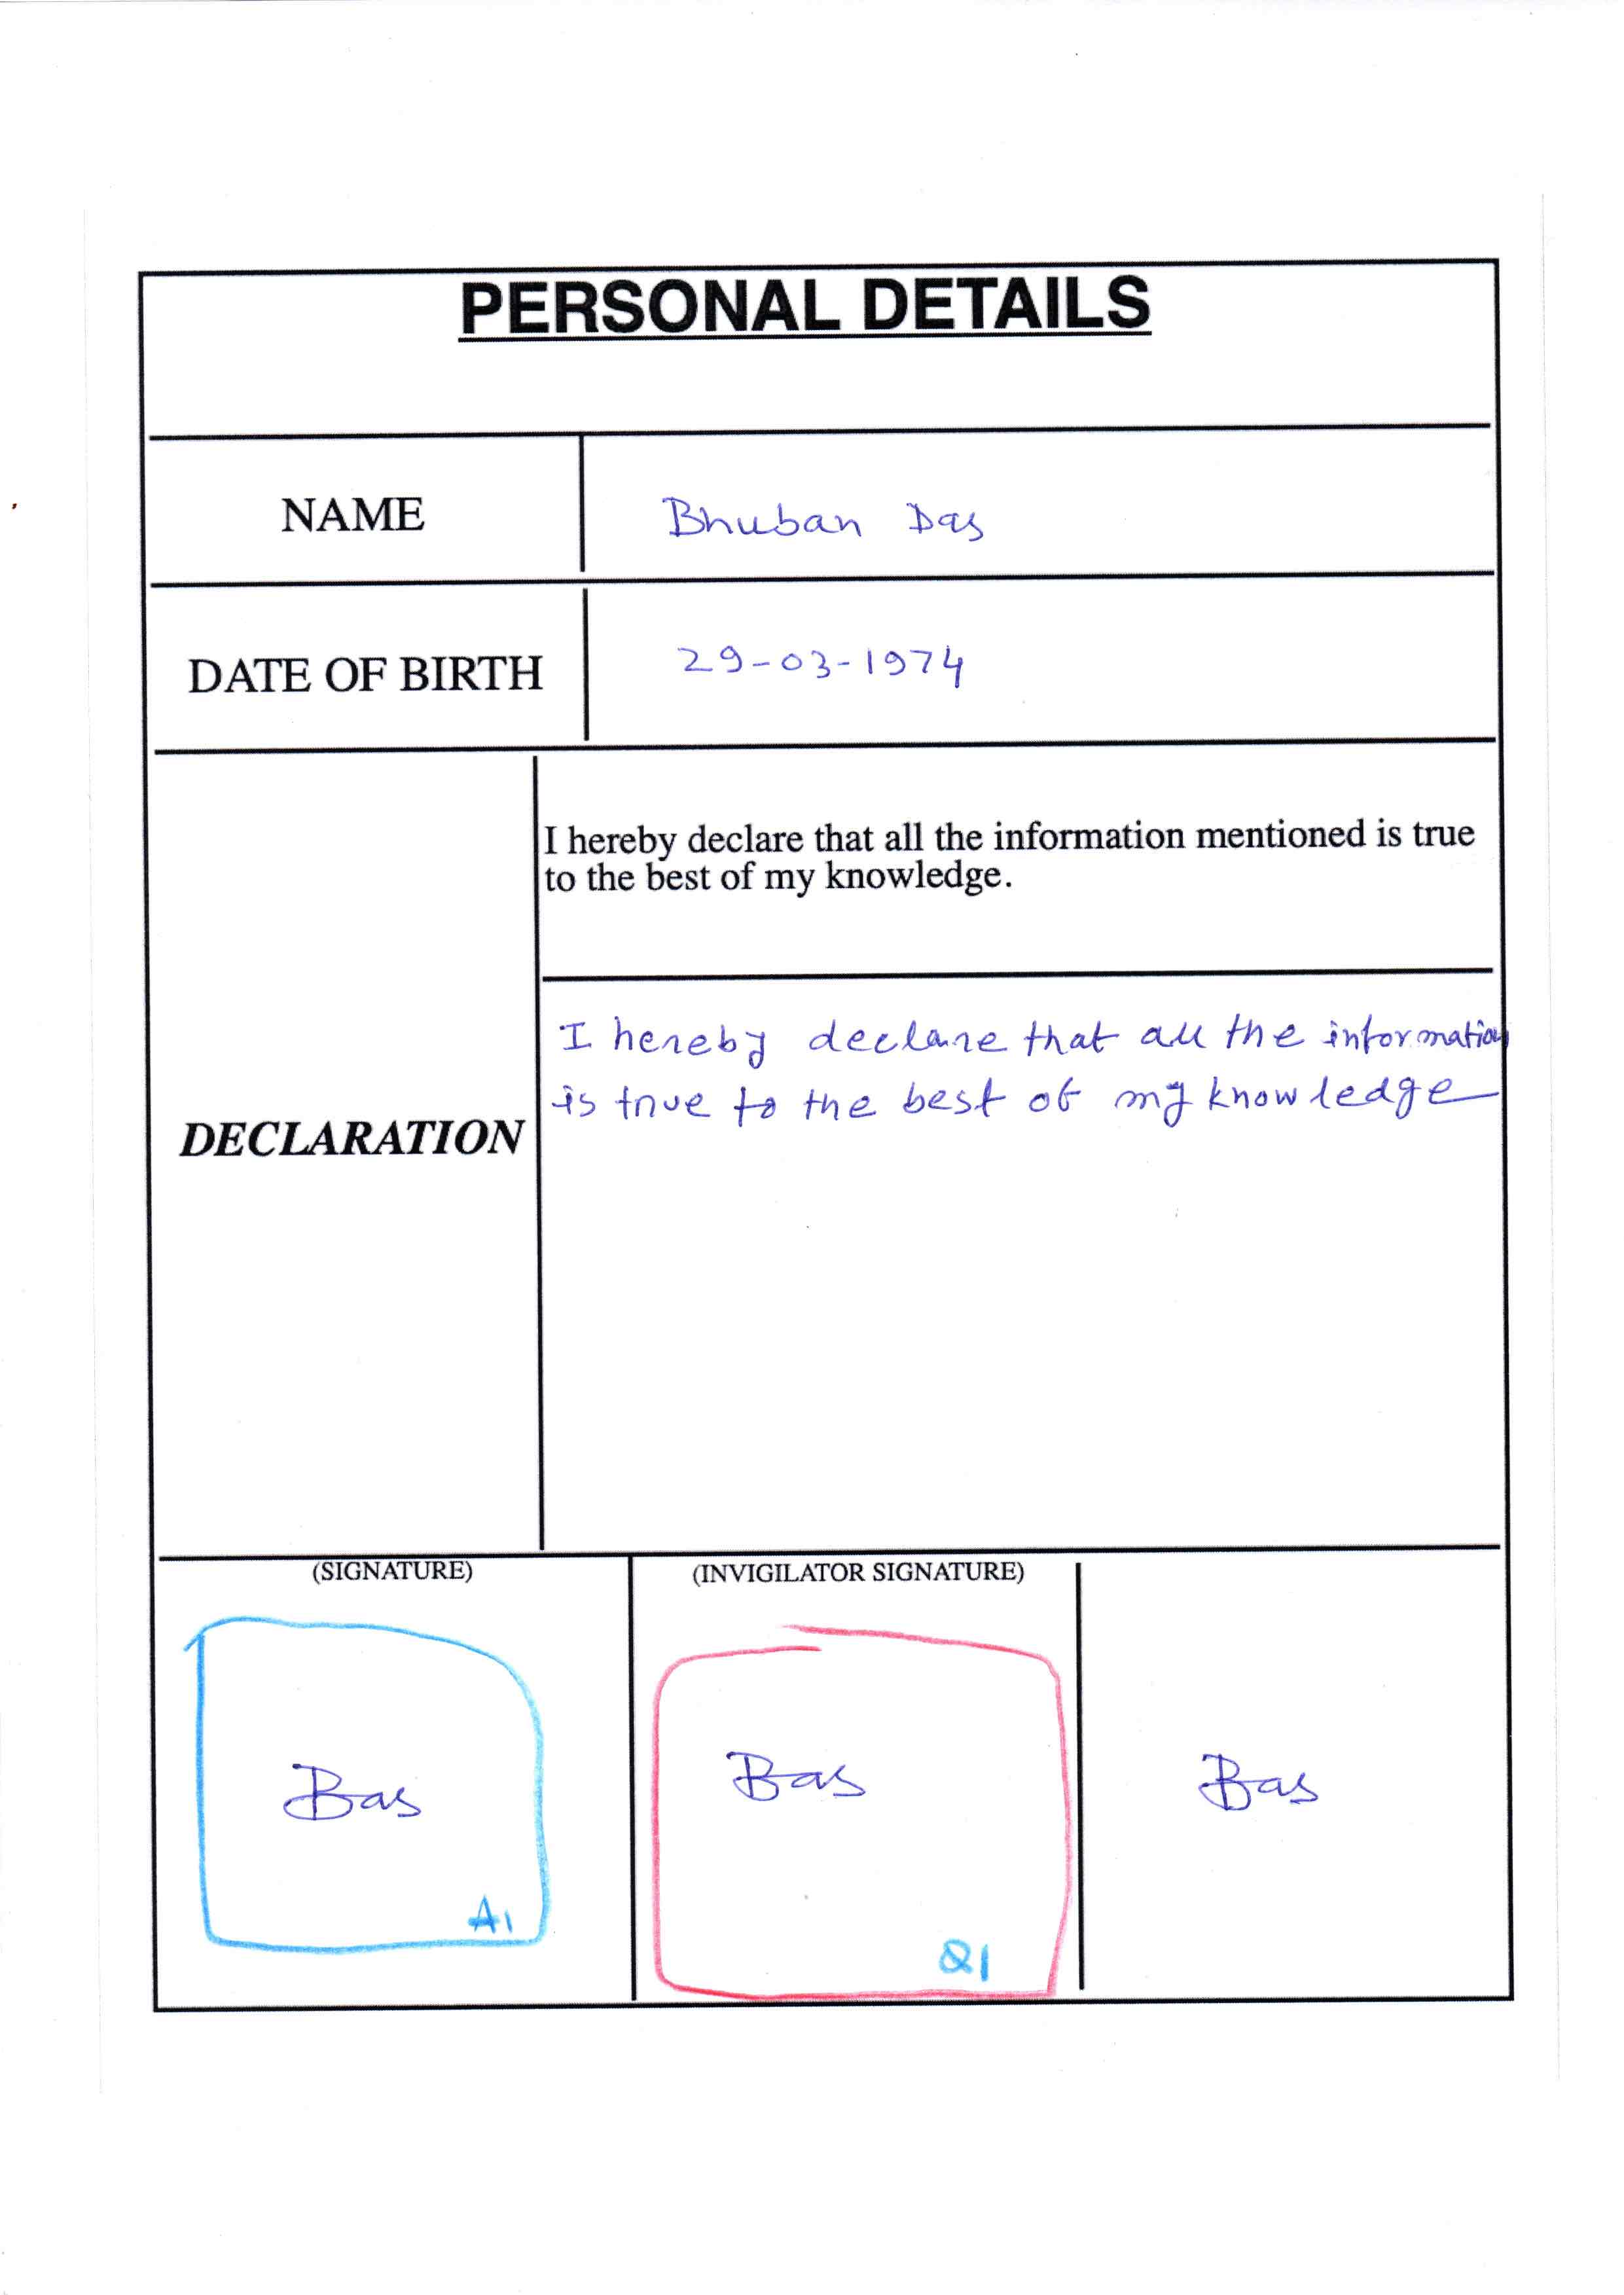 PERSONAL DETAILS
NAME
Bhuban Das
DATE OF BIRTH
29-03-1974
I hereby declare that all the information mentioned is true
to the best of my knowledge.
DECLARATION
I hereby declare that all the information
is true to the best of my knowledge
(SIGNATURE)
(INVIGILATOR SIGNATURE)
Bas
Bas
Bas
A1
Q1